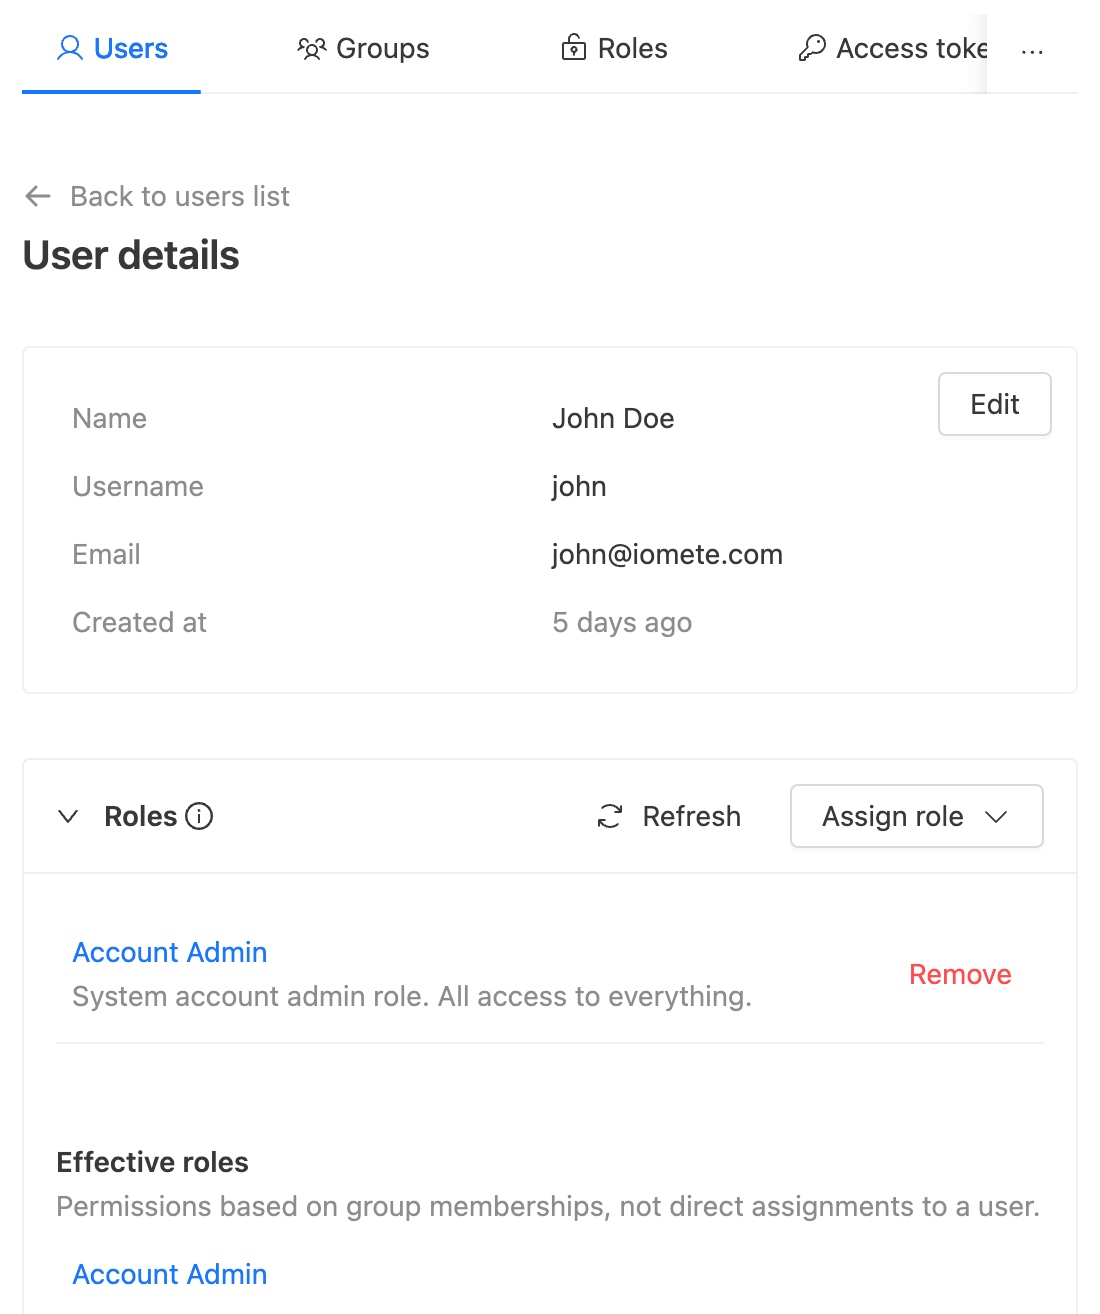 Users Groups Roles Access toke ...
Back to users list
User details
Name John Doe Edit
Username john
Email john@iomete.com
Created at 5 days ago
Roles Refresh Assign role
Account Admin
System account admin role. All access to everything.
Remove
Effective roles
Permissions based on group memberships, not direct assignments to a user.
Account Admin